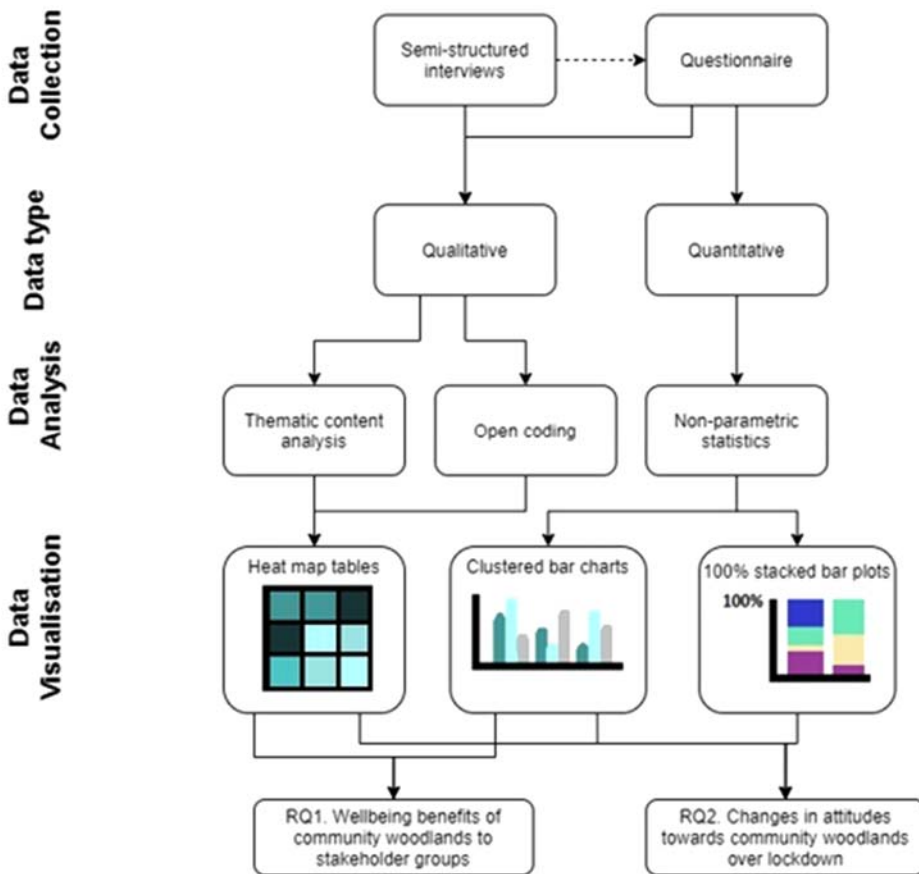 Data
Collection
Semi-structured
interviews
Questionnaire
Data type
Qualitative
Quantitative
Data
Analysis
Thematic content
analysis
Open coding
Non-parametric
statistics
Data
Visualisation
Heat map tables
Clustered bar charts
100% stacked bar plots
100%
RQ1. Wellbeing benefits of
community woodlands to
stakeholder groups
RQ2. Changes in attitudes
towards community woodlands
over lockdown